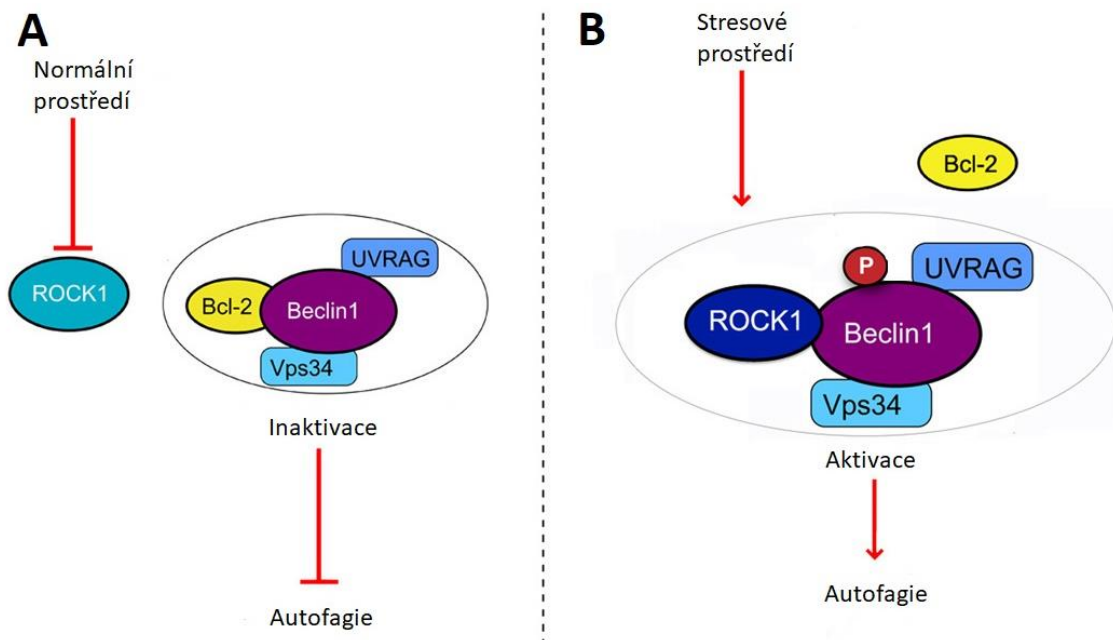 A
Normální
prostředí
ROCK1
UVRAG
Bcl-2
Beclin1
Vps34
Inaktivace
Autofagie
B
Stresové
prostředí
Bcl-2
P
UVRAG
ROCK1
Beclin1
Vps34
Aktivace
Autofagie